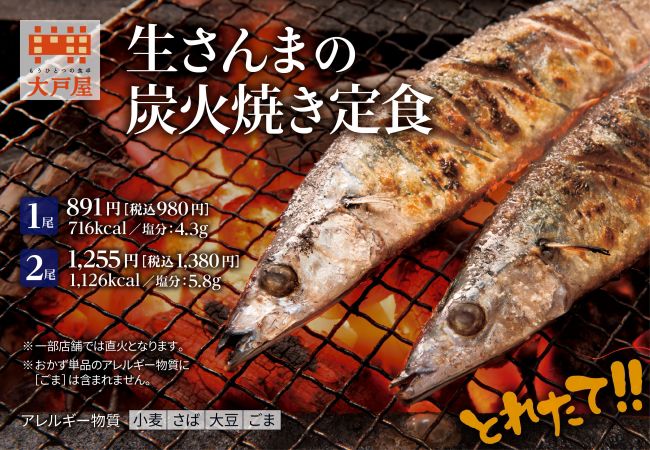 もうひとつの食卓
大戸屋
生さんまの
炭火焼き定食
1尾 891円[税込980円]
716kcal/塩分:4.3g
2尾 1,255円[税込1,380円]
1,126kcal/塩分:5.8g
※一部店舗では直火となります。
※おかず単品のアレルギー物質に
[ごま]は含まれません。
アレルギー物質 小麦 さば 大豆 ごま
とれたて!!